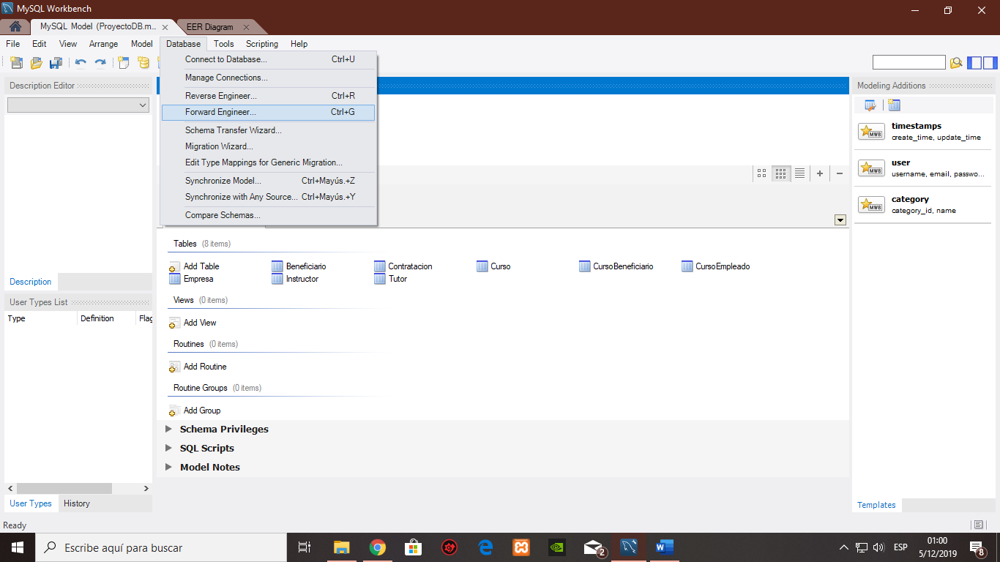 MySQL Workbench
MySQL Model (ProyectoDB.m... EER Diagram
File Edit View Arrange Model Database Tools Scripting Help
Connect to Database... Ctrl+U
Manage Connections...
Reverse Engineer... Ctrl+R
Forward Engineer... Ctrl+G
Schema Transfer Wizard...
Migration Wizard...
Edit Type Mappings for Generic Migration...
Synchronize Model... Ctrl+Mayús.+Z
Synchronize with Any Source... Ctrl+Mayús.+Y
Compare Schemas...
Description Editor
Description
User Types List
Type Definition Flag
User Types History
Tables (8 items)
Add Table Beneficiario Contratacion Curso CursoBeneficiario CursoEmpleado
Empresa Instructor Tutor
Views (0 items)
Add View
Routines (0 items)
Add Routine
Routine Groups (0 items)
Add Group
Schema Privileges
SQL Scripts
Model Notes
Modeling Additions
MWB
timestamps
create_time, update_time
MWB
user
username, email, passwo...
MWB
category
category_id, name
Templates
Ready
Escribe aquí para buscar
2
ESP
01:00
5/12/2019
8